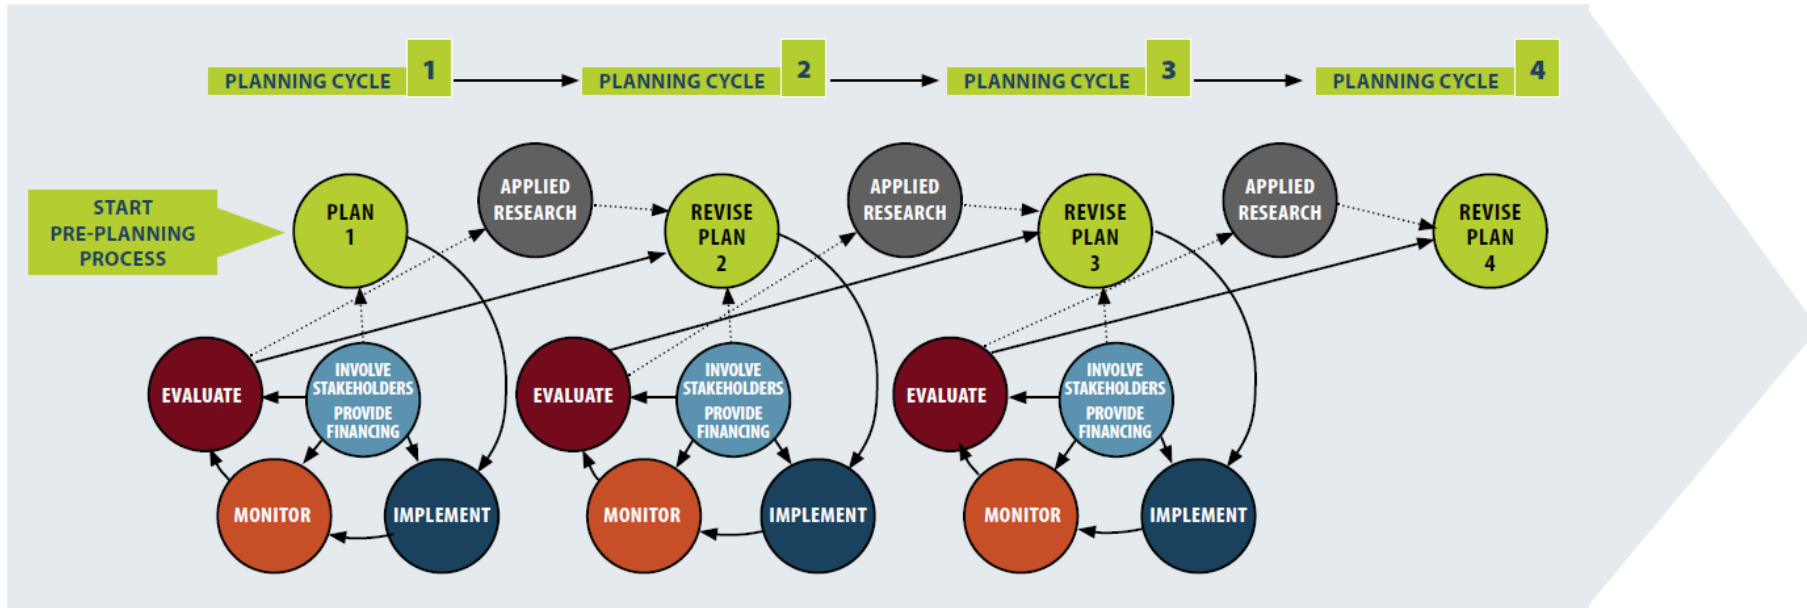 PLANNING CYCLE 1
PLANNING CYCLE 2
PLANNING CYCLE 3
PLANNING CYCLE 4
START
PRE-PLANNING
PROCESS
PLAN
1
APPLIED
RESEARCH
REVISE
PLAN
2
APPLIED
RESEARCH
REVISE
PLAN
3
APPLIED
RESEARCH
REVISE
PLAN
4
EVALUATE
INVOLVE
STAKEHOLDERS
PROVIDE
FINANCING
MONITOR
IMPLEMENT
EVALUATE
INVOLVE
STAKEHOLDERS
PROVIDE
FINANCING
MONITOR
IMPLEMENT
EVALUATE
INVOLVE
STAKEHOLDERS
PROVIDE
FINANCING
MONITOR
IMPLEMENT